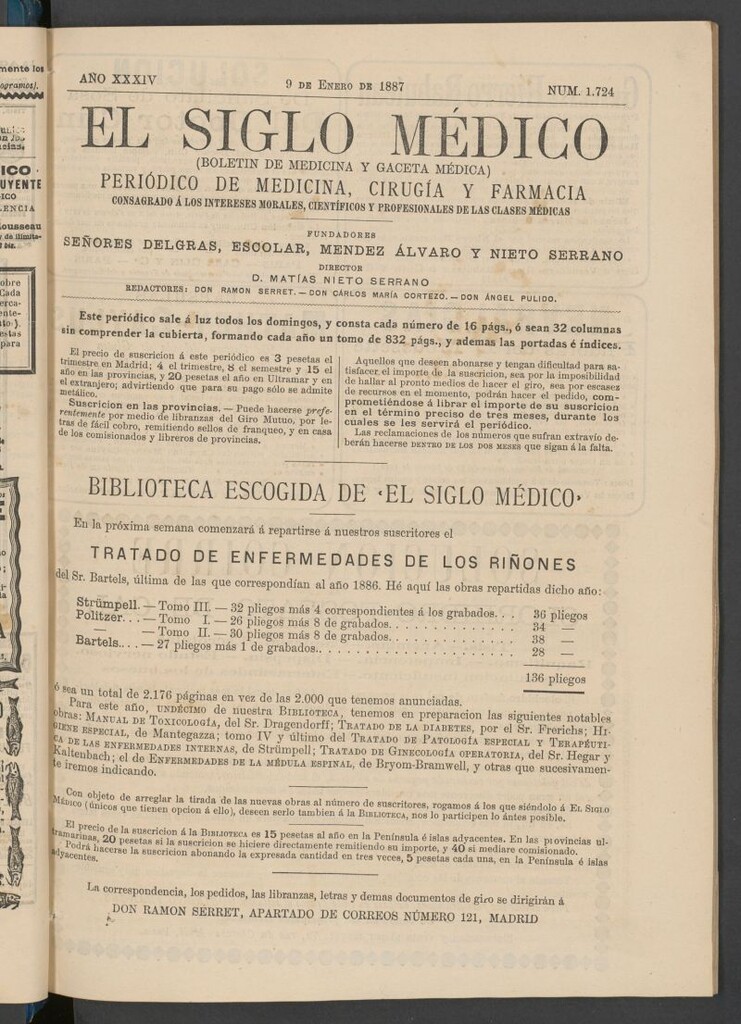 mente los
ogramos).
ICO
UYENTE
ICO
ENCIA
Rousseau
y da ilimita-
l bte.
obre
Cada
erca-
ente-
to).
estas
para
AÑO XXXIV
9 DE ENERO DE 1887
NUM. 1.724
EL SIGLO MÉDICO
(BOLETIN DE MEDICINA Y GACETA MÉDICA)
PERIÓDICO DE MEDICINA, CIRUGÍA Y FARMACIA
CONSAGRADO Á LOS INTERESES MORALES, CIENTÍFICOS Y PROFESIONALES DE LAS CLASES MÉDICAS
FUNDADORES
SEÑORES DELGRAS, ESCOLAR, MENDEZ ÁLVARO Y NIETO SERRANO
DIRECTOR
D. MATÍAS NIETO SERRANO
REDACTORES: DON RAMON SERRET.—DON CÁRLOS MARÍA CORTEZO.—DON ÁNGEL PULIDO.
Este periódico sale á luz todos los domingos, y consta cada número de 16 págs., ó sean 32 columnas
sin comprender la cubierta, formando cada año un tomo de 832 págs., y ademas las portadas é índices.
El precio de suscricion á este periódico es 3 pesetas el
trimestre en Madrid; 4 el trimestre, 8 el semestre y 15 el
año en las provincias, y 20 pesetas el año en Ultramar y en
el extranjero; advirtiendo que para su pago sólo se admite
metálico.
Suscricion en las provincias. — Puede hacerse prefe-
rentemente por medio de libranzas del Giro Mutuo, por le-
tras de fácil cobro, remitiendo sellos de franqueo, y en casa
de los comisionados y libreros de provincias.
Aquellos que deseen abonarse y tengan dificultad para sa-
tisfacer el importe de la suscricion, sea por la imposibilidad
de hallar al pronto medios de hacer el giro, sea por escasez
de recursos en el momento, podrán hacer el pedido, com-
prometiéndose á librar el importe de su suscricion
en el término preciso de tres meses, durante los
cuales se les servirá el periódico.
Las reclamaciones de los números que sufran extravío de-
berán hacerse DENTRO DE LOS DOS MESES que sigan á la falta.
BIBLIOTECA ESCOGIDA DE «EL SIGLO MÉDICO»
En la próxima semana comenzará á repartirse á nuestros suscritores el
TRATADO DE ENFERMEDADES DE LOS RIÑONES
del Sr. Bartels, última de las que correspondían al año 1886. Hé aquí las obras repartidas dicho año:
Strümpell. — Tomo III. — 32 pliegos más 4 correspondientes á los grabados. . . 36 pliegos
Politzer. . . — Tomo I. — 26 pliegos más 8 de grabados. . . . . . . . . . . . . 34 —
— Tomo II. — 30 pliegos más 8 de grabados. . . . . . . . . . . . . 38 —
Bartels. . . . — 27 pliegos más 1 de grabados. . . . . . . . . . . . . . . . . . . . 28 —
136 pliegos
ó sea un total de 2.176 páginas en vez de las 2.000 que tenemos anunciadas.
Para este año, UNDÉCIMO de nuestra BIBLIOTECA, tenemos en preparacion las siguientes notables
obras: MANUAL DE TOXICOLOGÍA, del Sr. Dragendorff; TRATADO DE LA DIABETES, por el Sr. Frerichs; HI-
GIENE ESPECIAL, de Mantegazza; tomo IV y último del TRATADO DE PATOLOGÍA ESPECIAL Y TERAPÉUTI-
CA DE LAS ENFERMEDADES INTERNAS, de Strümpell; TRATADO DE GINECOLOGÍA OPERATORIA, del Sr. Hegar y
Kaltenbach; el de ENFERMEDADES DE LA MÉDULA ESPINAL, de Bryom-Bramwell, y otras que sucesivamen-
te iremos indicando.
Con objeto de arreglar la tirada de las nuevas obras al número de suscritores, rogamos á los que siéndolo á EL SIGLO
MÉDICO (únicos que tienen opcion á ello), deseen serlo tambien á la BIBLIOTECA, nos lo participen lo ántes posible.
El precio de la suscricion á la BIBLIOTECA es 15 pesetas al año en la Península é islas adyacentes. En las provincias ul-
tramarinas, 20 pesetas si la suscricion se hiciere directamente remitiendo su importe, y 40 si mediare comisionado.
Podrá hacerse la suscricion abonando la expresada cantidad en tres veces, 5 pesetas cada una, en la Península é islas
adyacentes.
La correspondencia, los pedidos, las libranzas, letras y demas documentos de giro se dirigirán á
DON RAMON SERRET, APARTADO DE CORREOS NÚMERO 121, MADRID